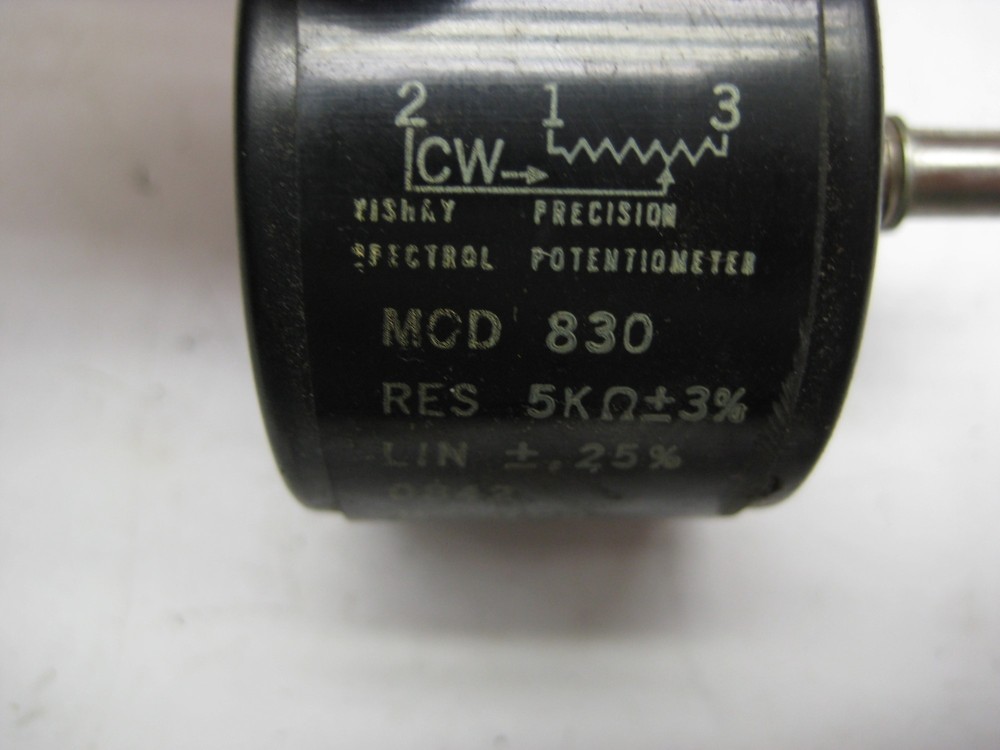 2 1 3
CW
VISHAY PRECISION
SPECTROL POTENTIOMETER
MOD 830
RES 5KΩ±3%
LIN ±.25%